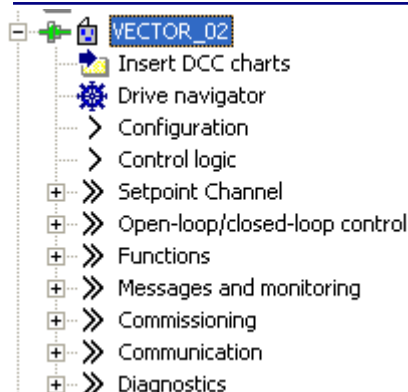 VECTOR_02
Insert DCC charts
Drive navigator
Configuration
Control logic
Setpoint Channel
Open-loop/closed-loop control
Functions
Messages and monitoring
Commissioning
Communication
Diagnostics